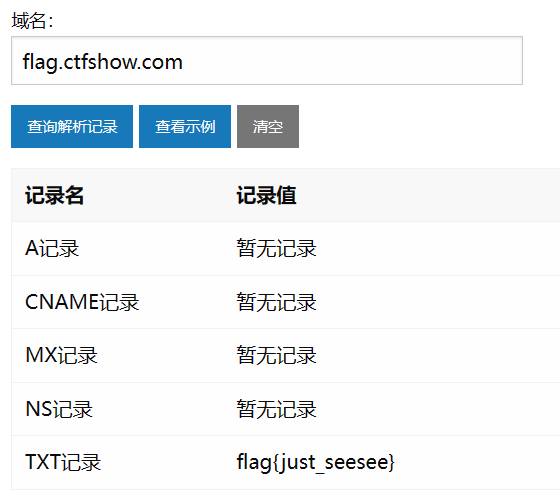 域名：
flag.ctfshow.com
查询解析记录 查看示例 清空
记录名 记录值
A记录 暂无记录
CNAME记录 暂无记录
MX记录 暂无记录
NS记录 暂无记录
TXT记录 flag{just_seesee}